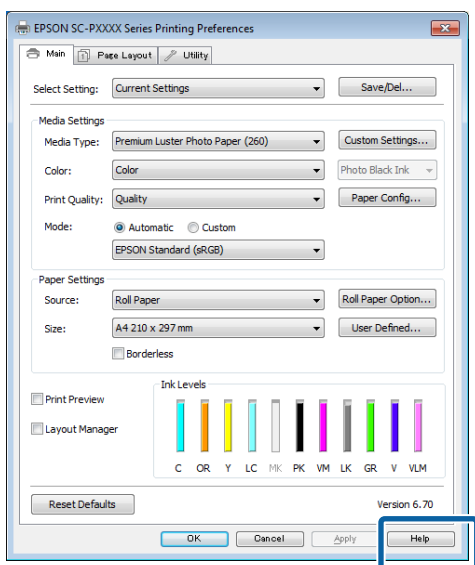 EPSON SC-PXXXX Series Printing Preferences
Main Page Layout Utility
Select Setting: Current Settings Save/Del...
Media Settings
Media Type: Premium Luster Photo Paper (260) Custom Settings...
Color: Color Photo Black Ink
Print Quality: Quality Paper Config...
Mode: Automatic Custom
EPSON Standard (sRGB)
Paper Settings
Source: Roll Paper Roll Paper Option...
Size: A4 210 x 297 mm User Defined...
Borderless
Ink Levels
Print Preview
Layout Manager
C OR Y LC MK PK VM LK GR V VLM
Reset Defaults Version 6.70
OK Cancel Apply Help